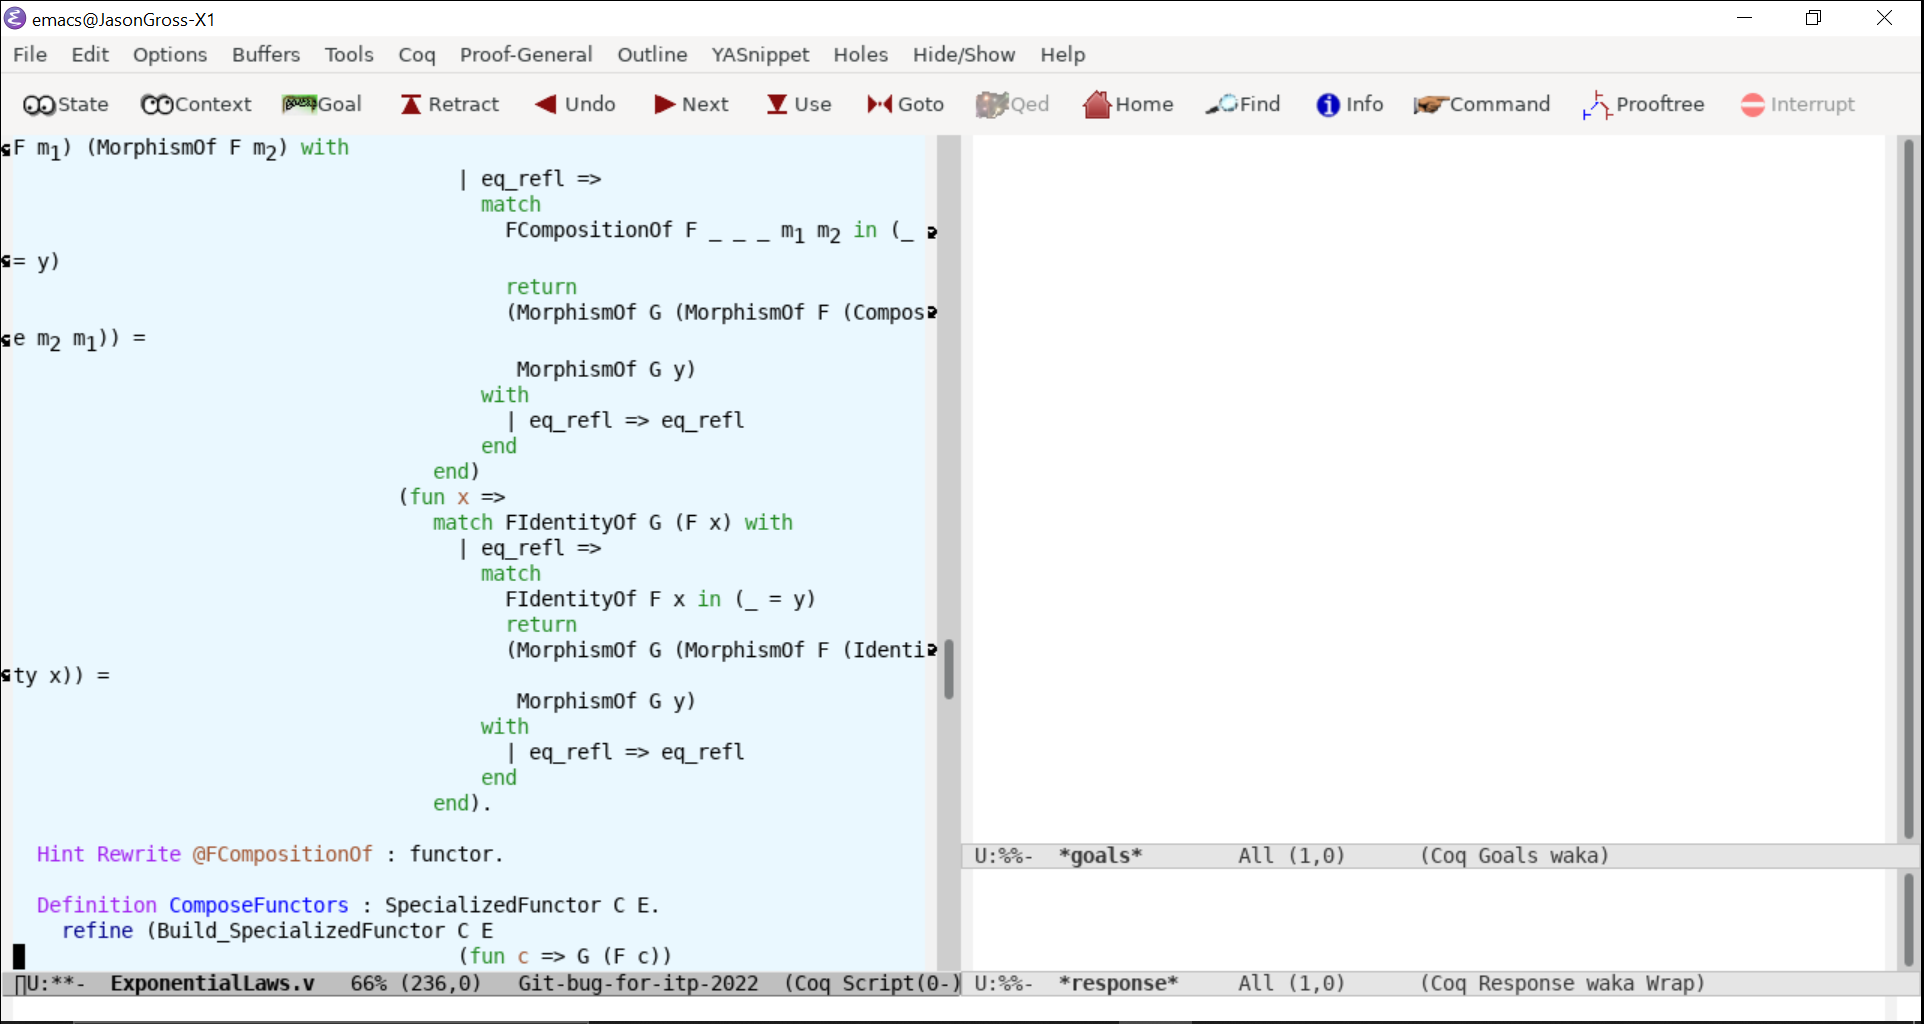 emacs@JasonGross-X1
File Edit Options Buffers Tools Coq Proof-General Outline YASnippet Holes Hide/Show Help
State Context Goal Retract Undo Next Use Goto Qed Home Find Info Command Prooftree Interrupt
F m1) (MorphismOf F m2) with
| eq_refl =>
match
FCompositionOf F _ _ _ m1 m2 in (_
= y)
return
(MorphismOf G (MorphismOf F (Compos
e m2 m1)) =
MorphismOf G y)
with
| eq_refl => eq_refl
end
end)
(fun x =>
match FIdentityOf G (F x) with
| eq_refl =>
match
FIdentityOf F x in (_ = y)
return
(MorphismOf G (MorphismOf F (Identi
ty x)) =
MorphismOf G y)
with
| eq_refl => eq_refl
end
end).
Hint Rewrite @FCompositionOf : functor.
Definition ComposeFunctors : SpecializedFunctor C E.
refine (Build_SpecializedFunctor C E
(fun c => G (F c))
U:**- ExponentialLaws.v 66% (236,0) Git-bug-for-itp-2022 (Coq Script(0-)
U:%%- *goals* All (1,0) (Coq Goals waka)
U:%%- *response* All (1,0) (Coq Response waka Wrap)